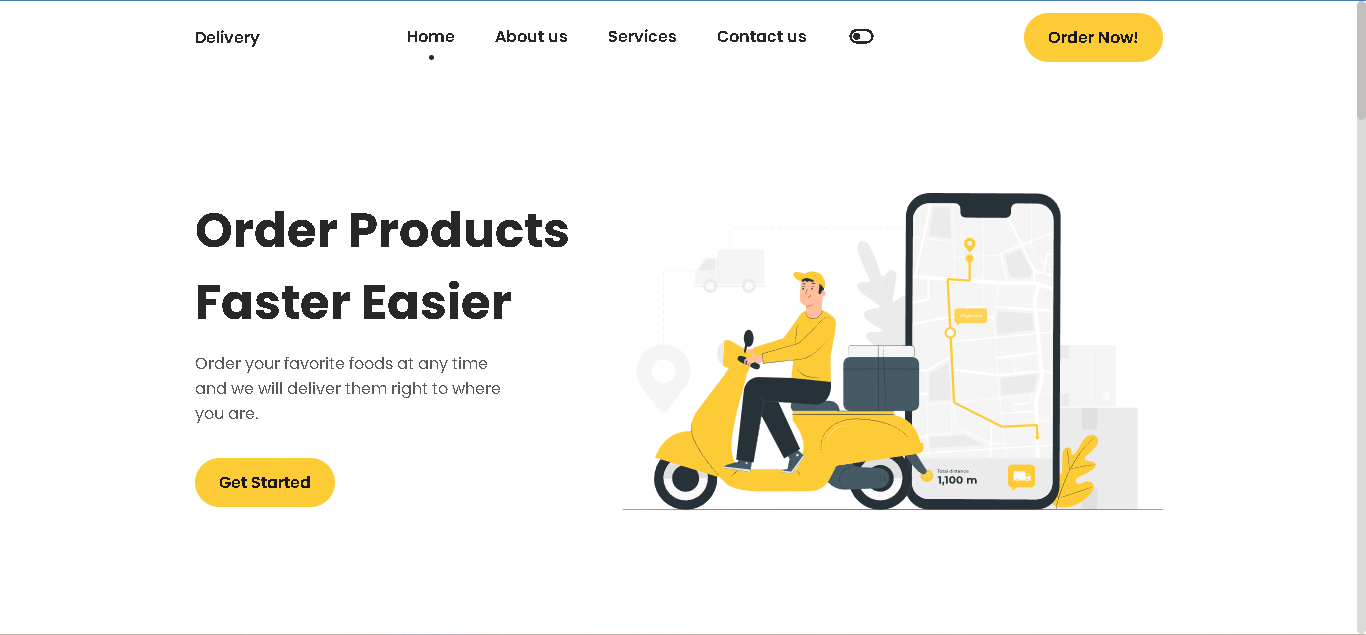 Delivery
Home
About us
Services
Contact us
Order Now!
Order Products
Faster Easier
Order your favorite foods at any time
and we will deliver them right to where
you are.
Get Started
Total distance
1,100 m